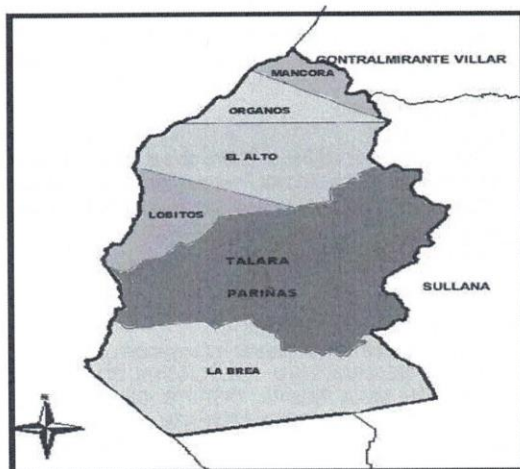 CONTRALMIRANTE VILLAR
MANCORA
ORGANOS
EL ALTO
LOBITOS
TALARA
PARIÑAS
SULLANA
LA BREA
N